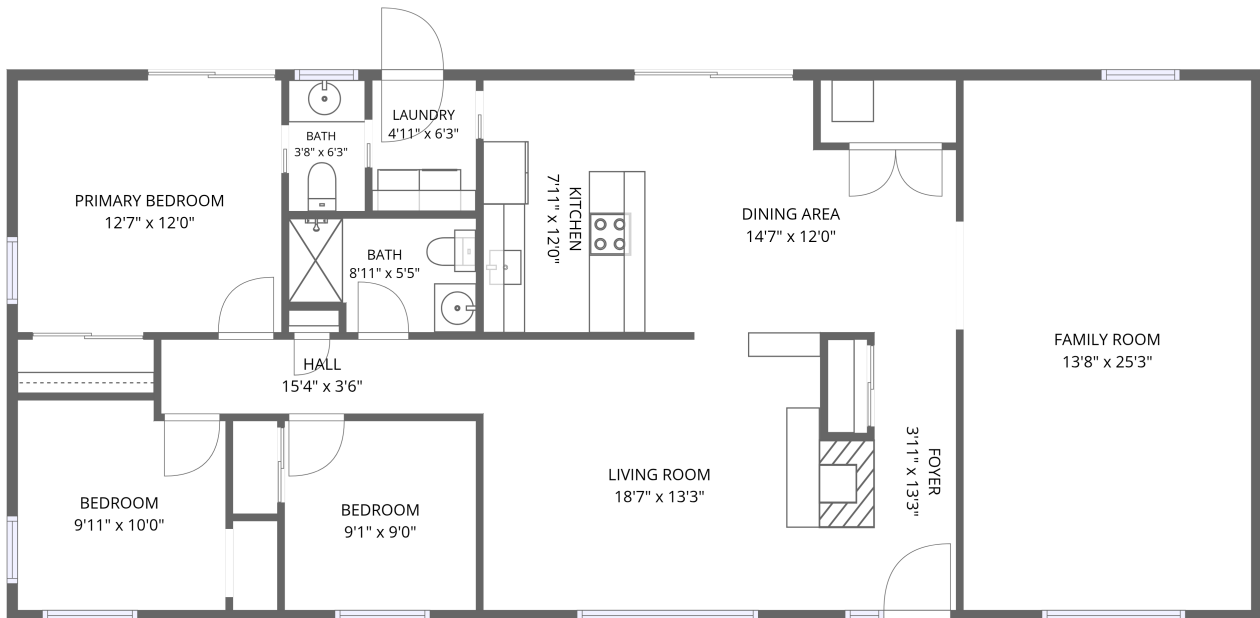 PRIMARY BEDROOM
12'7" x 12'0"
BATH
3'8" x 6'3"
LAUNDRY
4'11" x 6'3"
BATH
8'11" x 5'5"
KITCHEN
7'11" x 12'0"
DINING AREA
14'7" x 12'0"
FAMILY ROOM
13'8" x 25'3"
HALL
15'4" x 3'6"
BEDROOM
9'11" x 10'0"
BEDROOM
9'1" x 9'0"
LIVING ROOM
18'7" x 13'3"
FOYER
3'11" x 13'3"